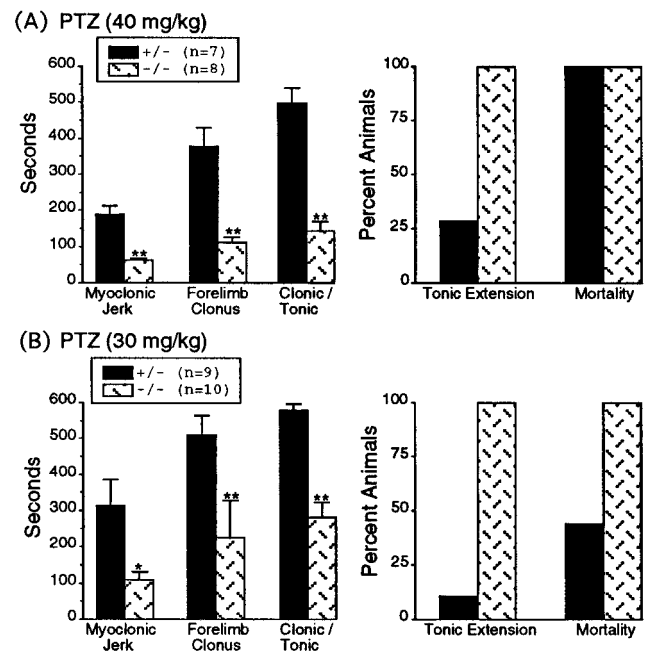 (A) PTZ (40 mg/kg)
+/- (n=7)
-/- (n=8)
Seconds
600
500
400
300
200
100
0
**
**
**
Myoclonic Jerk
Forelimb Clonus
Clonic / Tonic
Percent Animals
100
75
50
25
0
Tonic Extension
Mortality
(B) PTZ (30 mg/kg)
+/- (n=9)
-/- (n=10)
Seconds
600
500
400
300
200
100
0
*
**
**
Myoclonic Jerk
Forelimb Clonus
Clonic / Tonic
Percent Animals
100
75
50
25
0
Tonic Extension
Mortality